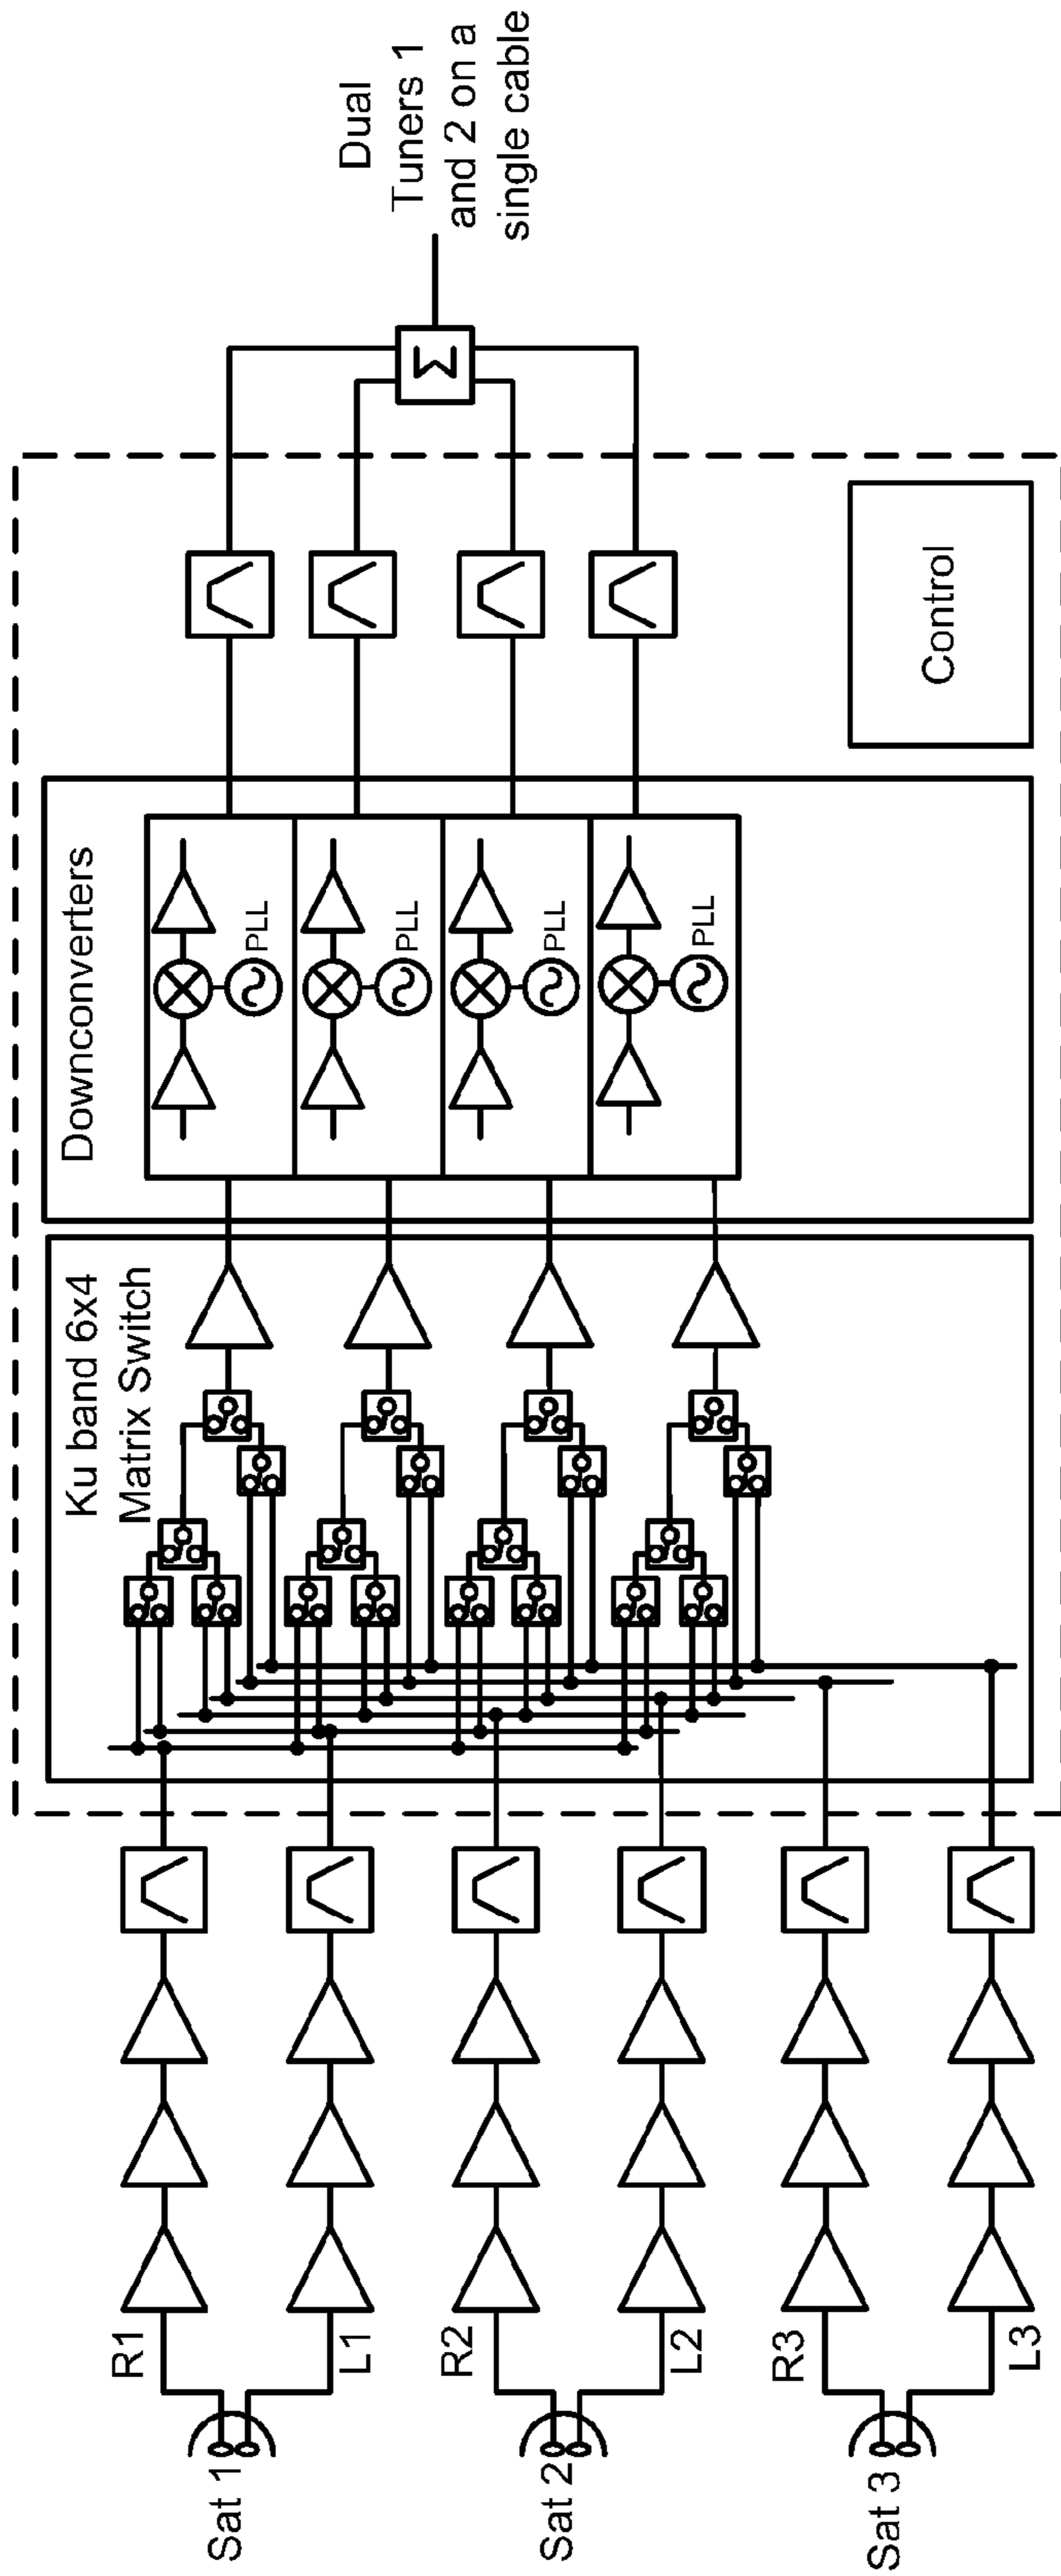 Sat 1
Sat 2
Sat 3
R1
L1
R2
L2
R3
L3
Ku band 6x4
Matrix Switch
Downconverters
PLL
PLL
PLL
PLL
Control
Σ
Dual
Tuners 1
and 2 on a
single cable